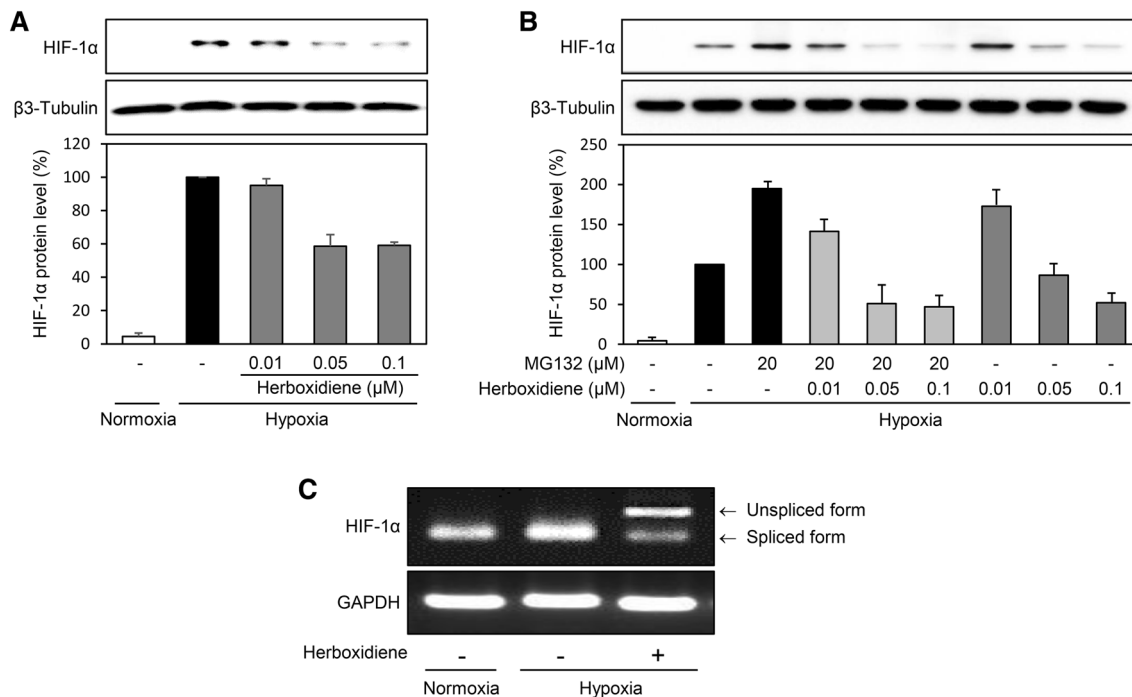 A
HIF-1α
β3-Tubulin
HIF-1α protein level (%)
120
100
80
60
40
20
0
- - 0.01 0.05 0.1
Herboxidiene (μM)
Normoxia Hypoxia
B
HIF-1α
β3-Tubulin
HIF-1α protein level (%)
250
200
150
100
50
0
MG132 (μM) - - 20 20 20 20 - - -
Herboxidiene (μM) - - - 0.01 0.05 0.1 0.01 0.05 0.1
Normoxia Hypoxia
C
HIF-1α
← Unspliced form
← Spliced form
GAPDH
Herboxidiene - - +
Normoxia Hypoxia